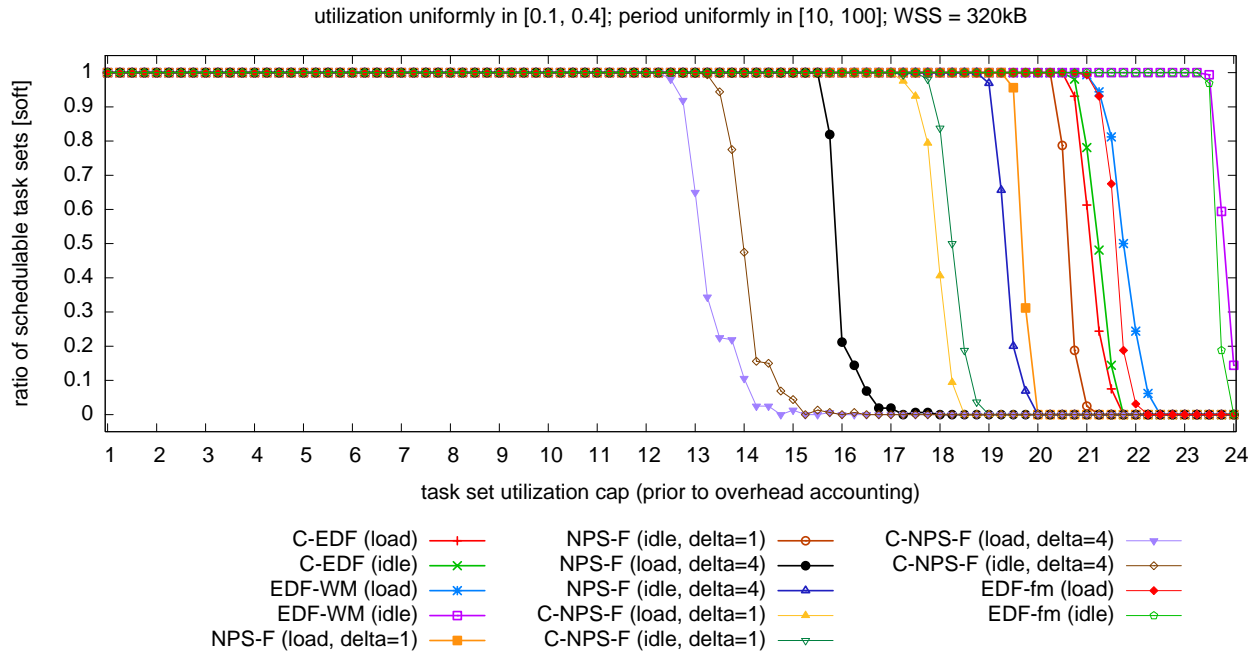 utilization uniformly in [0.1, 0.4]; period uniformly in [10, 100]; WSS = 320kB
ratio of schedulable task sets [soft]
1
0.9
0.8
0.7
0.6
0.5
0.4
0.3
0.2
0.1
0
1 2 3 4 5 6 7 8 9 10 11 12 13 14 15 16 17 18 19 20 21 22 23 24
task set utilization cap (prior to overhead accounting)
C-EDF (load)
C-EDF (idle)
EDF-WM (load)
EDF-WM (idle)
NPS-F (load, delta=1)
NPS-F (idle, delta=1)
NPS-F (load, delta=4)
NPS-F (idle, delta=4)
C-NPS-F (load, delta=1)
C-NPS-F (idle, delta=1)
C-NPS-F (load, delta=4)
C-NPS-F (idle, delta=4)
EDF-fm (load)
EDF-fm (idle)